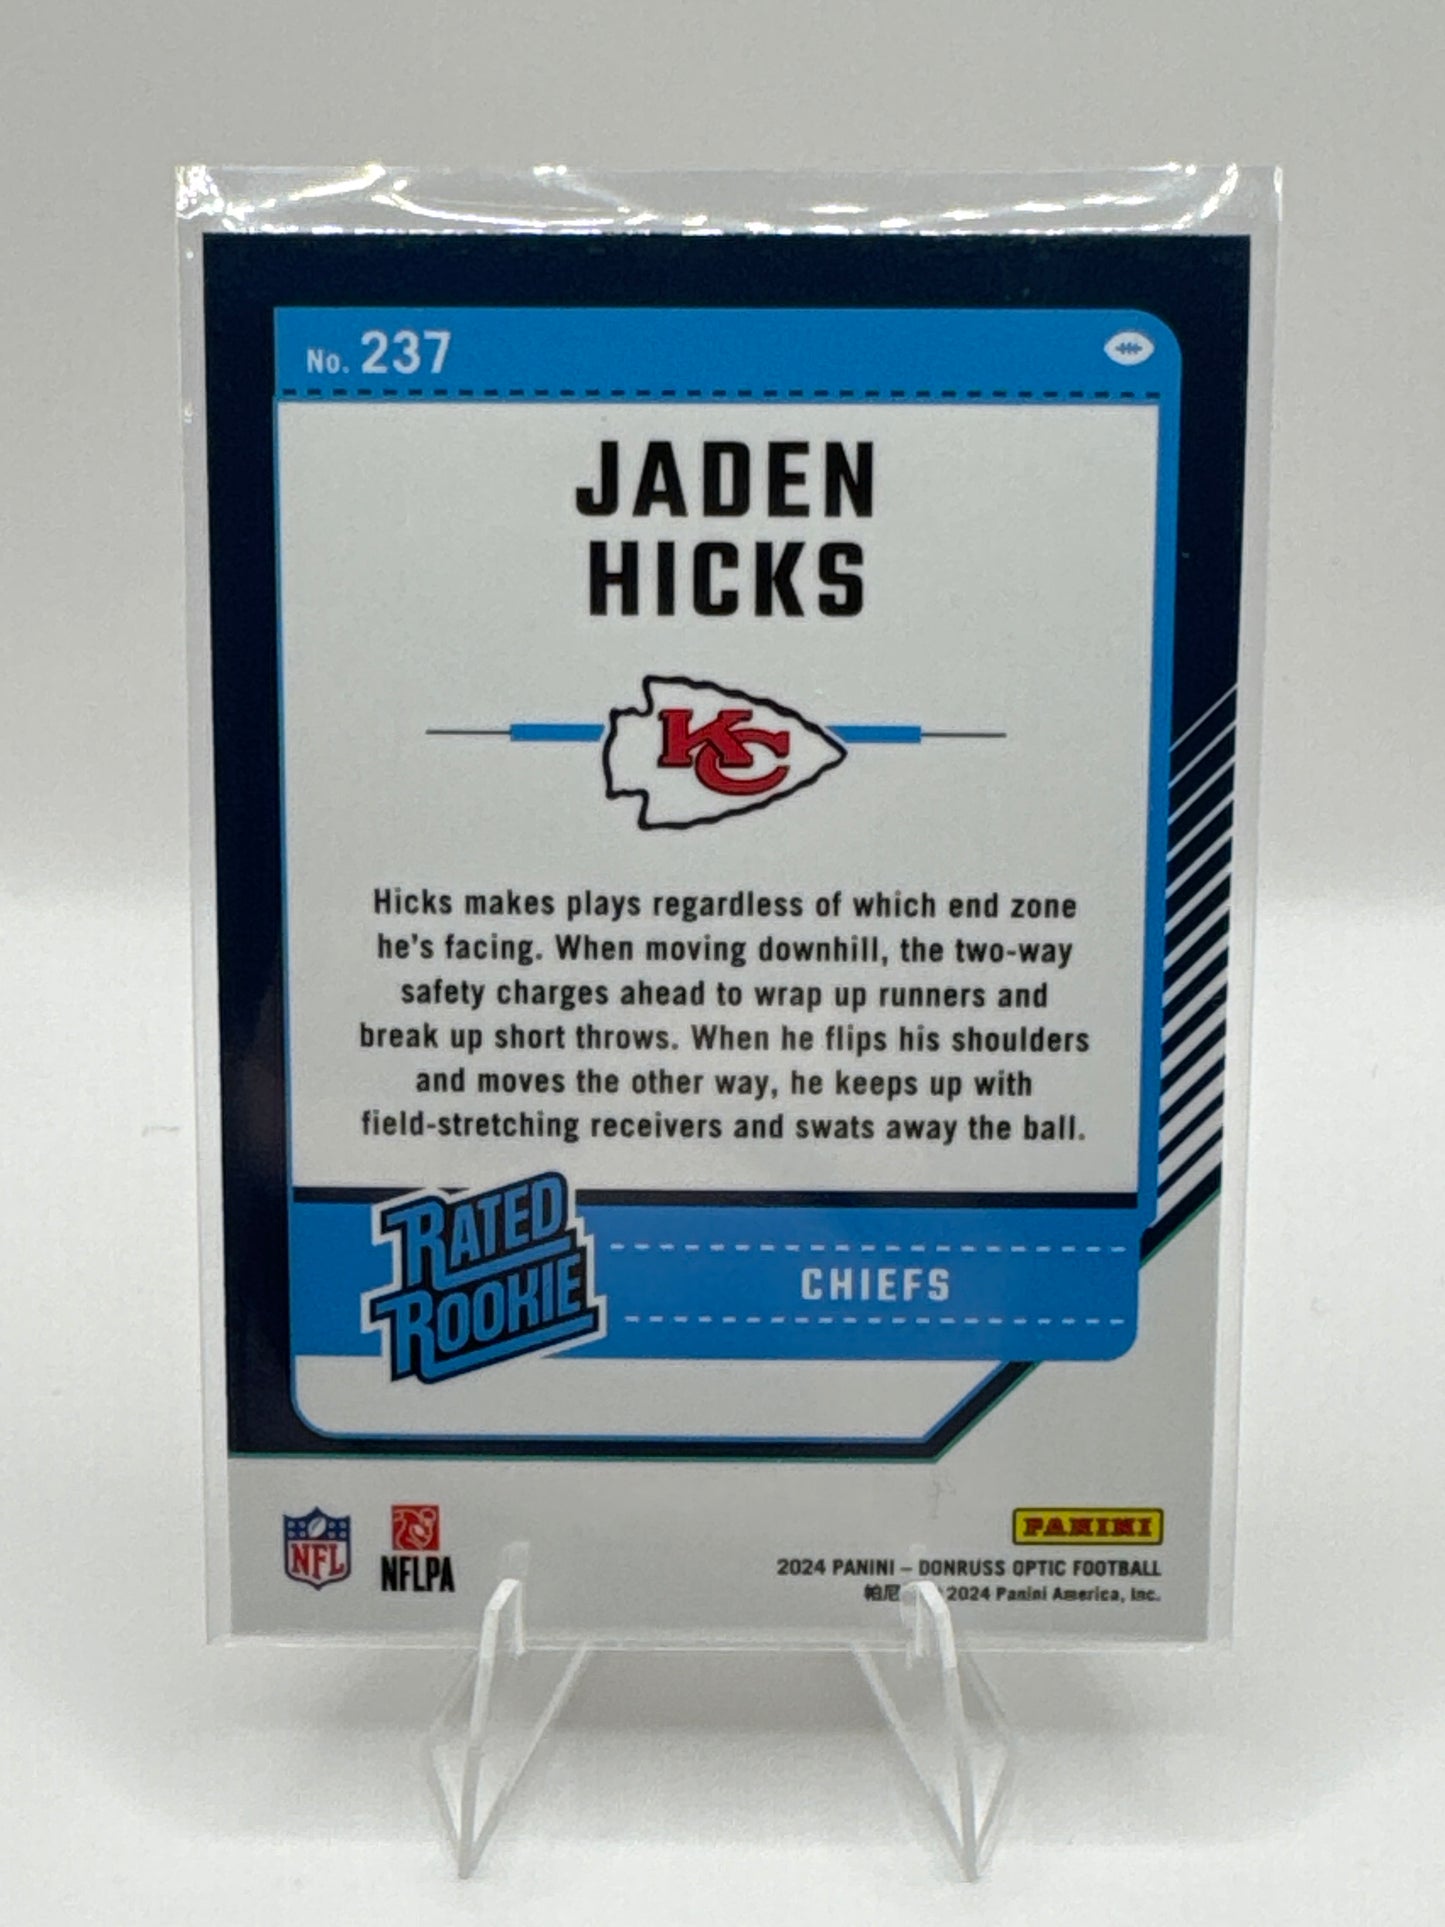 No. 237
JADEN
HICKS
KC
Hicks makes plays regardless of which end zone
he's facing. When moving downhill, the two-way
safety charges ahead to wrap up runners and
break up short throws. When he flips his shoulders
and moves the other way, he keeps up with
field-stretching receivers and swats away the ball.
RATED
ROOKIE
CHIEFS
NFL
NFLPA
PANINI
2024 PANINI – DONRUSS OPTIC FOOTBALL
帕尼 2024 Panini America, Inc.